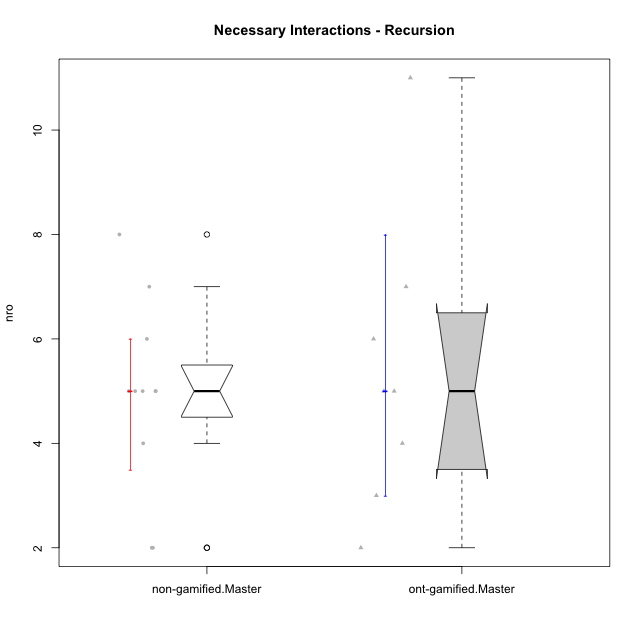 Necessary Interactions - Recursion
nro
10
8
6
4
2
non-gamified.Master
ont-gamified.Master